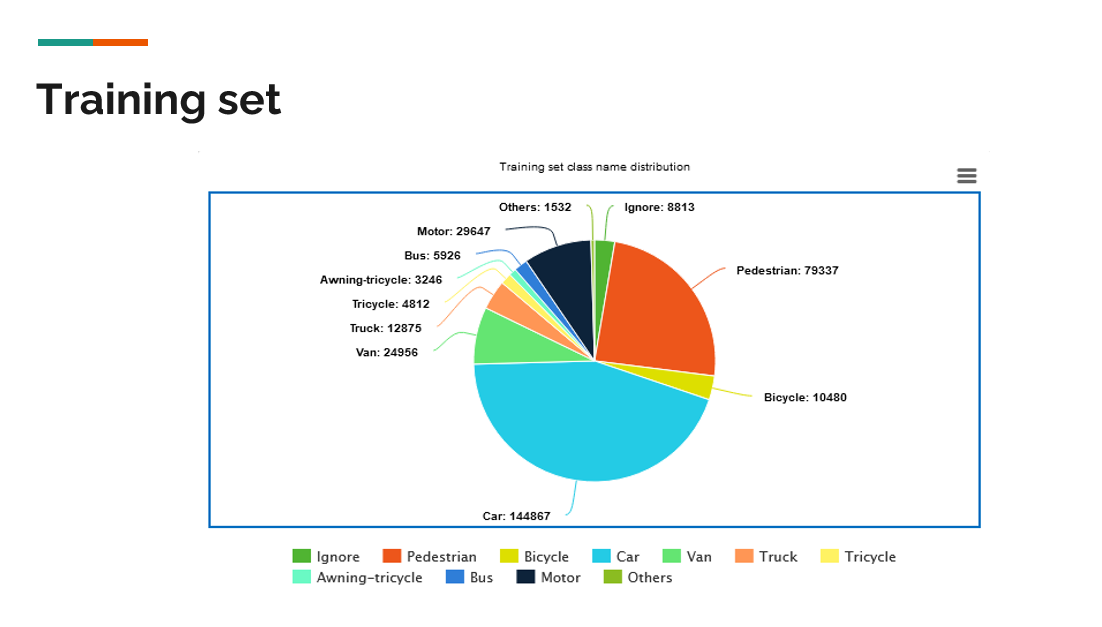 Training set
Training set class name distribution
Others: 1532
Ignore: 8813
Motor: 29647
Bus: 5926
Pedestrian: 79337
Awning-tricycle: 3246
Tricycle: 4812
Truck: 12875
Van: 24956
Bicycle: 10480
Car: 144867
Ignore Pedestrian Bicycle Car Van Truck Tricycle
Awning-tricycle Bus Motor Others